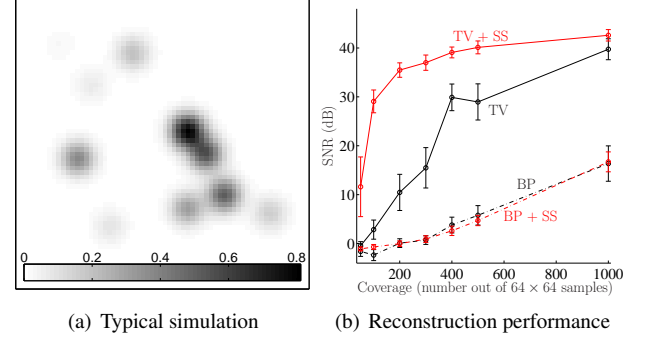 0 0.2 0.4 0.6 0.8
(a) Typical simulation
SNR (dB)
40
30
20
10
0
TV + SS
TV
BP
BP + SS
200 400 600 800 1000
Coverage (number out of 64 × 64 samples)
(b) Reconstruction performance